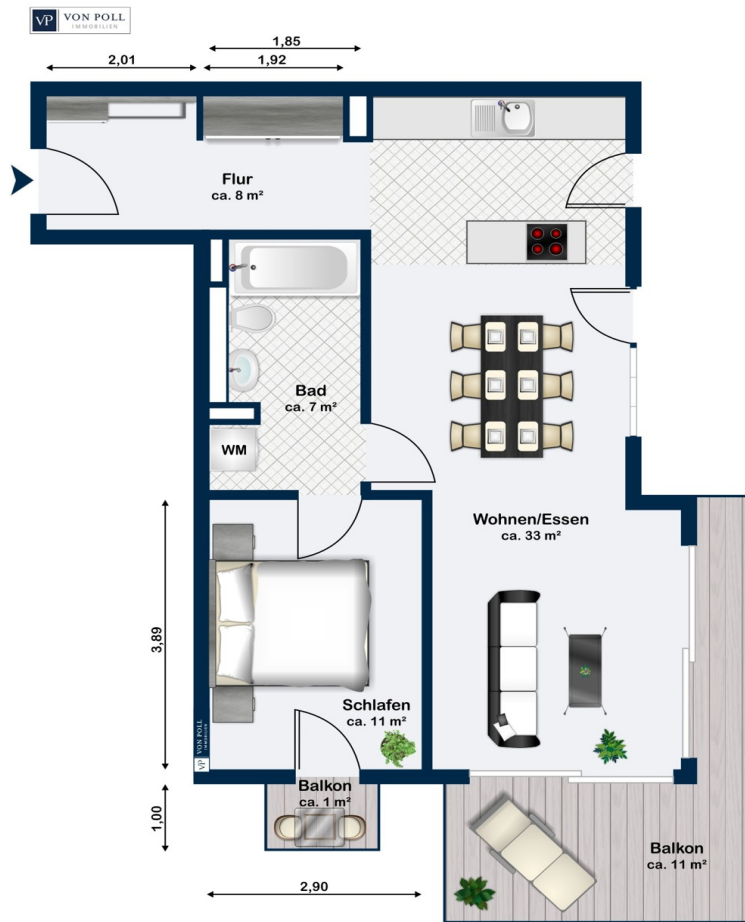 VP VON POLL
IMMOBILIEN
1,85
2,01
1,92
Flur
ca. 8 m²
Bad
ca. 7 m²
WM
Wohnen/Essen
ca. 33 m²
3,89
Schlafen
ca. 11 m²
VP VON POLL
IMMOBILIEN
Balkon
ca. 1 m²
1,00
Balkon
ca. 11 m²
2,90